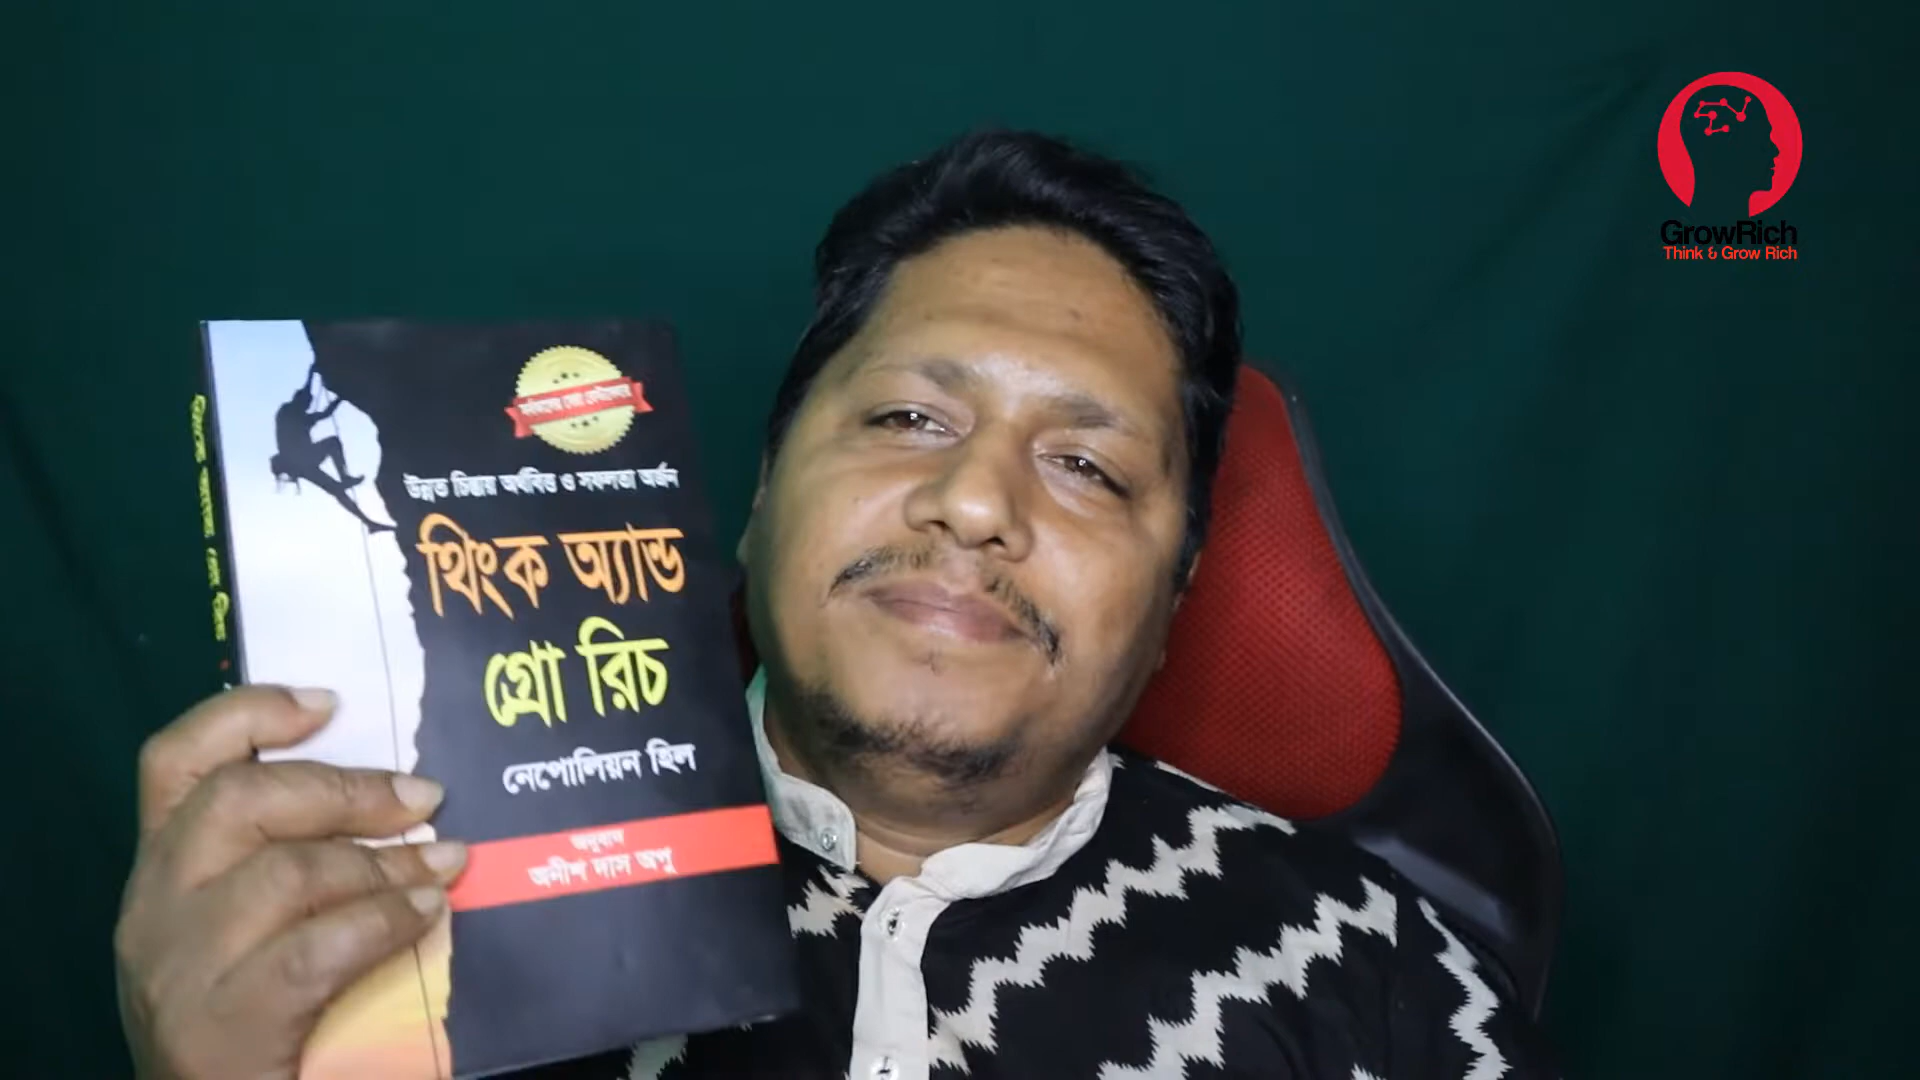 উন্নত চিন্তায় অর্থবিত্ত ও সফলতা অর্জন
থিংক অ্যান্ড
গ্রো রিচ
নেপোলিয়ন হিল
অনুবাদ
অনীশ দাস অপু
GrowRich
Think & Grow Rich